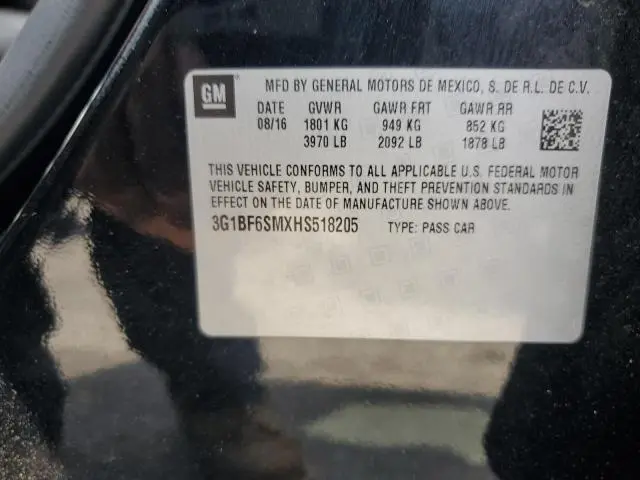 GM
MFD BY GENERAL MOTORS DE MEXICO, S. DE R.L. DE C.V.
DATE GVWR GAWR FRT GAWR RR
08/16 1801 KG 949 KG 852 KG
3970 LB 2092 LB 1878 LB
THIS VEHICLE CONFORMS TO ALL APPLICABLE U.S. FEDERAL MOTOR
VEHICLE SAFETY, BUMPER, AND THEFT PREVENTION STANDARDS IN
EFFECT ON THE DATE OF MANUFACTURE SHOWN ABOVE.
3G1BF6SMXHS518205 TYPE: PASS CAR